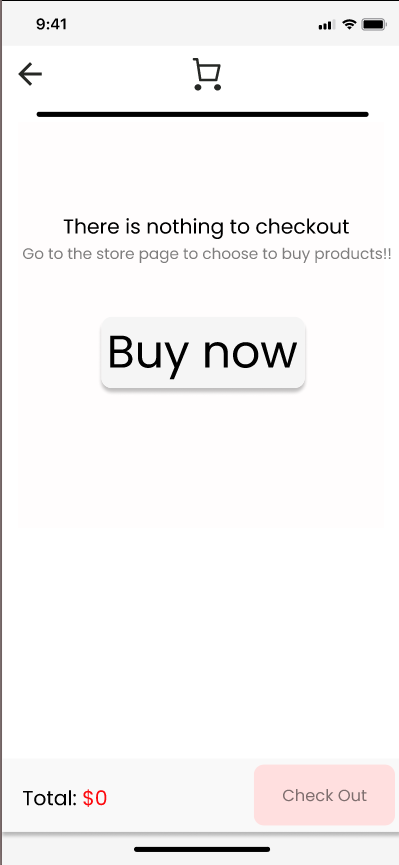 9:41
There is nothing to checkout
Go to the store page to choose to buy products!!
Buy now
Total: $0
Check Out